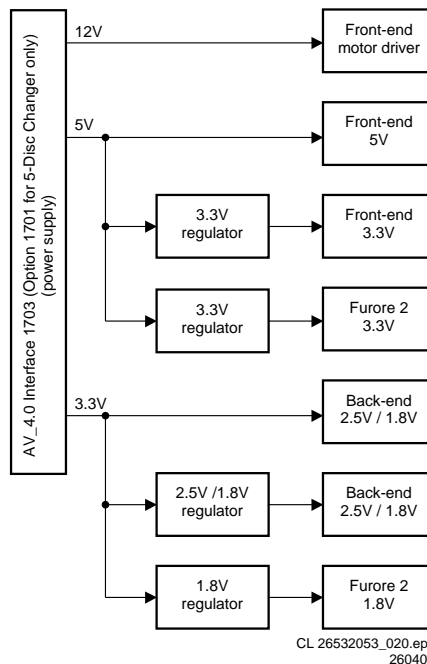 AV_4.0 Interface 1703 (Option 1701 for 5-Disc Changer only)
(power supply)
12V
Front-end
motor driver
5V
Front-end
5V
3.3V
regulator
Front-end
3.3V
3.3V
regulator
Furore 2
3.3V
3.3V
Back-end
2.5V / 1.8V
2.5V /1.8V
regulator
Back-end
2.5V / 1.8V
1.8V
regulator
Furore 2
1.8V
CL 26532053_020.ep
26040